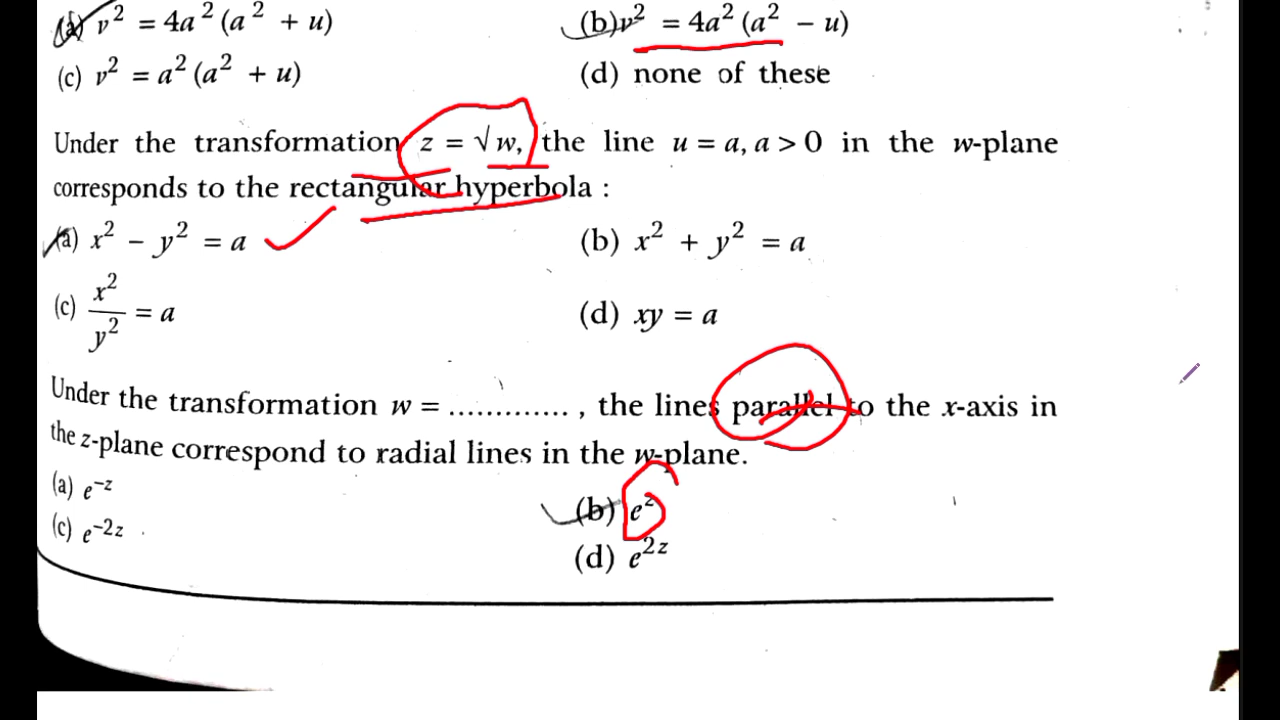 (a) v² = 4a² (a² + u) (b) v² = 4a² (a² − u)
(c) v² = a² (a² + u) (d) none of these
Under the transformation z = √w, the line u = a, a > 0 in the w-plane
corresponds to the rectangular hyperbola :
(a) x² − y² = a (b) x² + y² = a
(c) x²/y² = a (d) xy = a
Under the transformation w = ............. , the lines parallel to the x-axis in
the z-plane correspond to radial lines in the w-plane.
(a) e⁻ᶻ (b) eᶻ
(c) e⁻²ᶻ (d) e²ᶻ